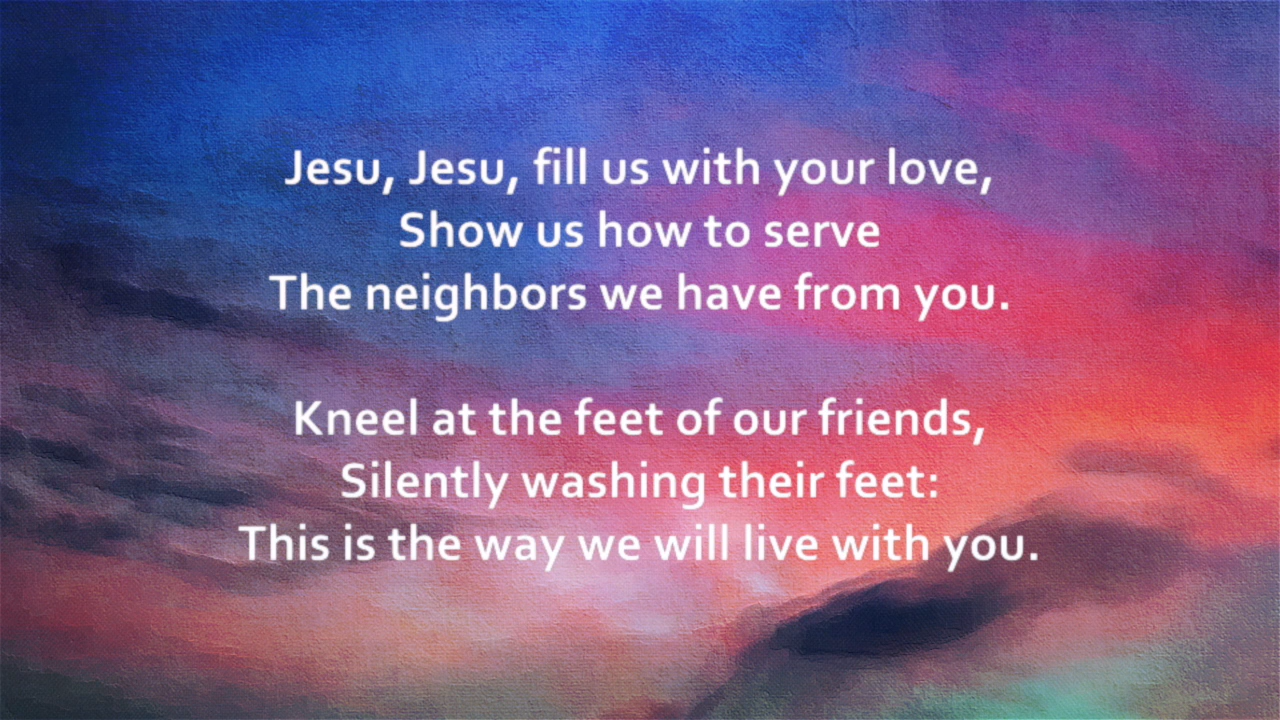 Jesu, Jesu, fill us with your love,
Show us how to serve
The neighbors we have from you.
Kneel at the feet of our friends,
Silently washing their feet:
This is the way we will live with you.